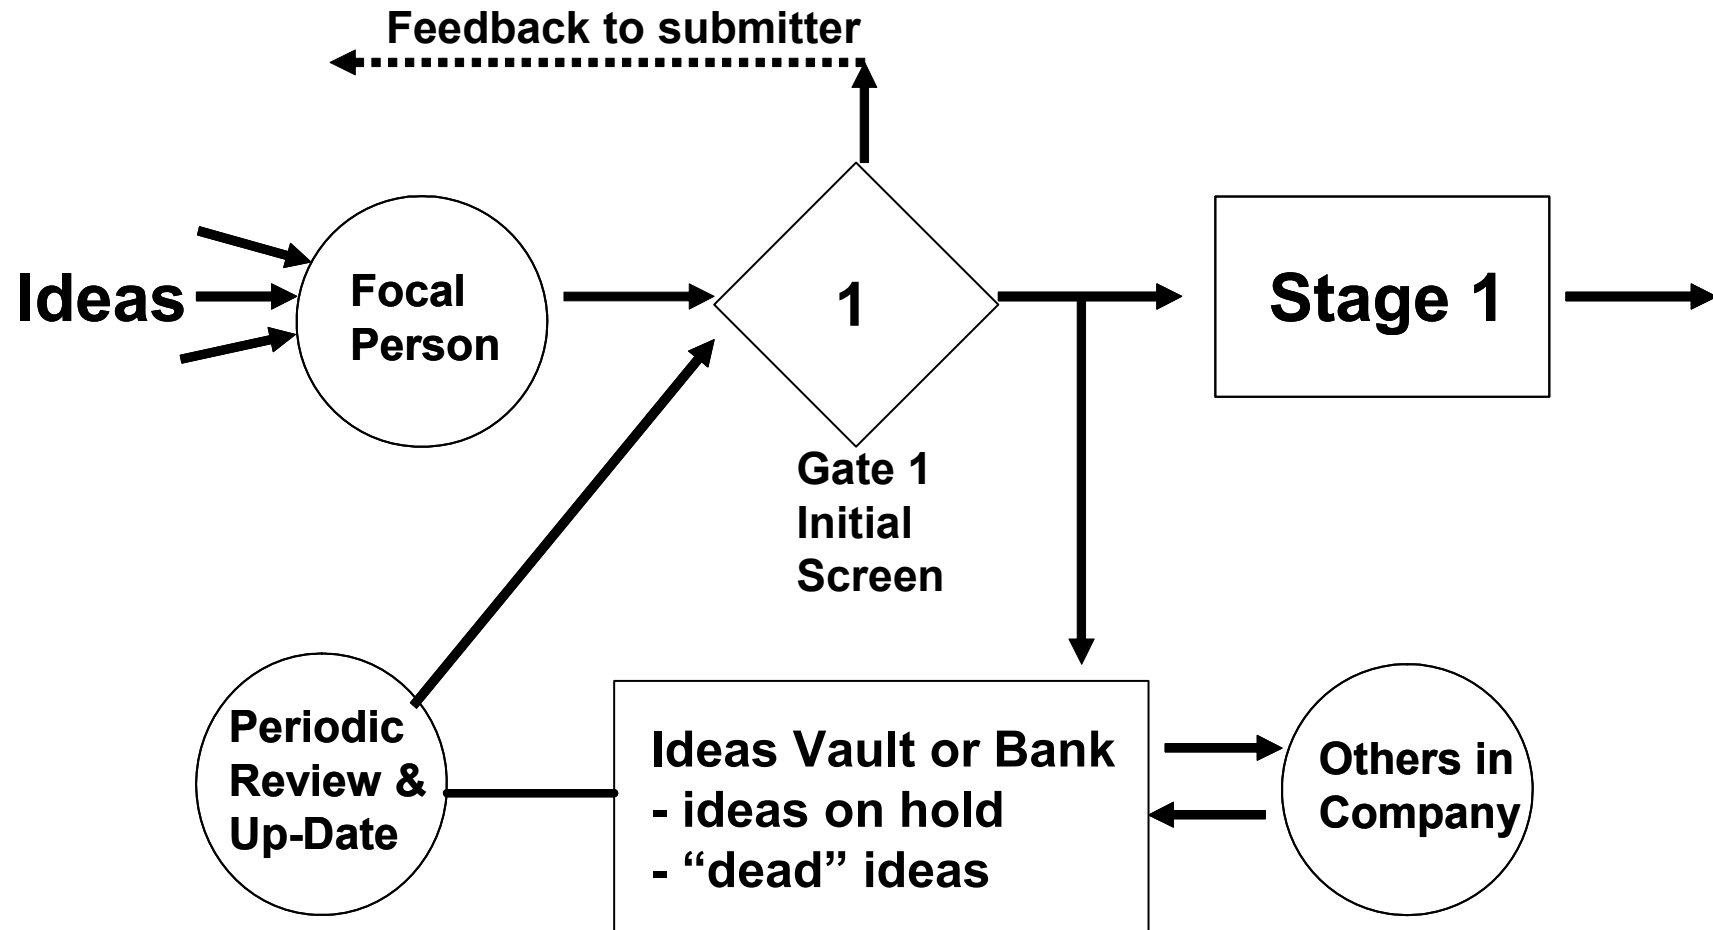 Feedback to submitter
Ideas
Focal
Person
1
Stage 1
Gate 1
Initial
Screen
Periodic
Review &
Up-Date
Ideas Vault or Bank
- ideas on hold
- “dead” ideas
Others in
Company